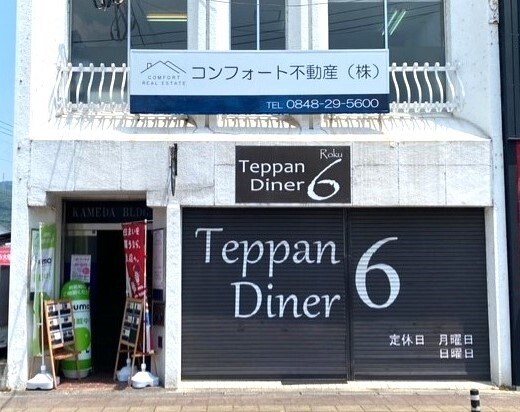 COMFORT
REAL ESTATE
コンフォート不動産（株）
TEL 0848-29-5600
Roku
Teppan
Diner 6
KAMEDA BLDG
Teppan
Diner 6
定休日 月曜日
日曜日